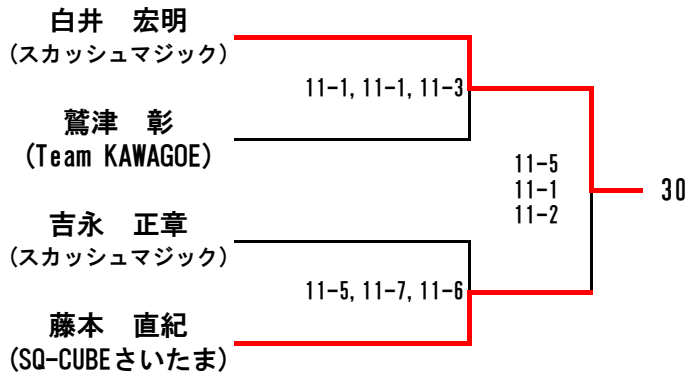 白井　宏明
(スカッシュマジック)
11-1, 11-1, 11-3
鷲津　彰
(Team KAWAGOE)
11-5
11-1
11-2
30
吉永　正章
(スカッシュマジック)
11-5, 11-7, 11-6
藤本　直紀
(SQ-CUBEさいたま)